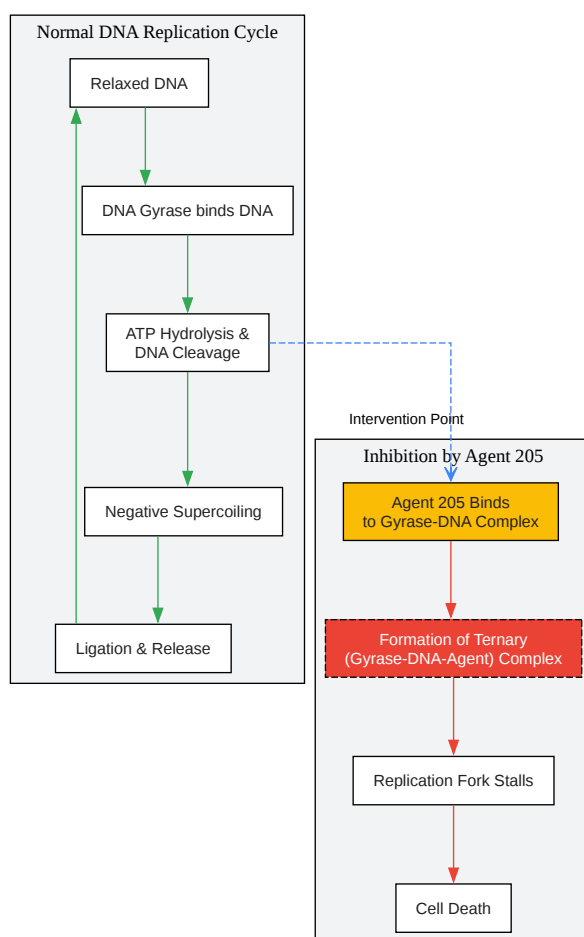 Normal DNA Replication Cycle
Relaxed DNA
DNA Gyrase binds DNA
ATP Hydrolysis &
DNA Cleavage
Negative Supercoiling
Ligation & Release
Intervention Point
Inhibition by Agent 205
Agent 205 Binds
to Gyrase-DNA Complex
Formation of Ternary
(Gyrase-DNA-Agent) Complex
Replication Fork Stalls
Cell Death